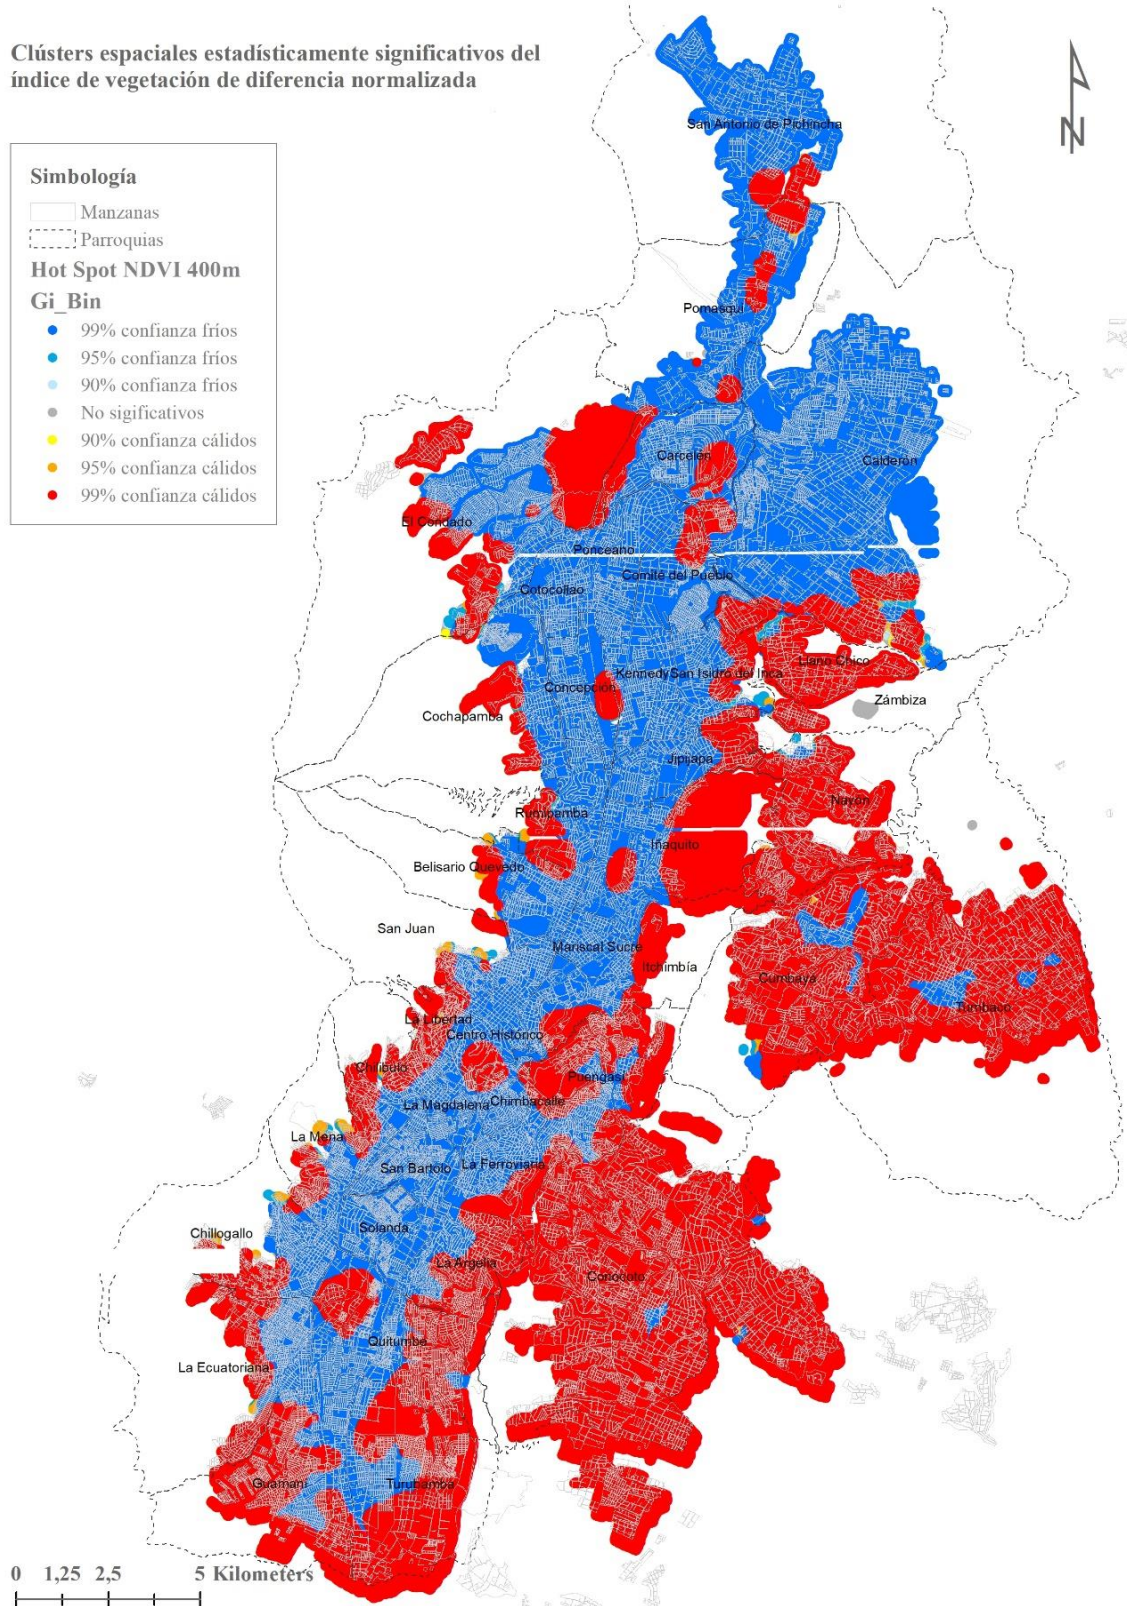 Clústers espaciales estadísticamente significativos del
índice de vegetación de diferencia normalizada
N
Simbología
Manzanas
Parroquias
Hot Spot NDVI 400m
Gi_Bin
99% confianza fríos
95% confianza fríos
90% confianza fríos
No sigificativos
90% confianza cálidos
95% confianza cálidos
99% confianza cálidos
San Antonio de Pichincha
Pomasqui
Carcelén
Calderón
El Condado
Ponceano
Comité del Pueblo
Cotocollao
Llano Chico
Kennedy
San Isidro del Inca
Concepción
Zámbiza
Cochapamba
Jipijapa
Nayón
Rumipamba
Iñaquito
Belisario Quevedo
San Juan
Mariscal Sucre
Itchimbía
Cumbayá
Tumbaco
La Libertad
Centro Histórico
Chilibulo
Puengasí
La Magdalena
Chimbacalle
La Mena
San Bartolo
La Ferroviaria
Solanda
Chillogallo
La Argelia
Conocoto
Quitumbe
La Ecuatoriana
Guamaní
Turubamba
0 1,25 2,5 5 Kilometers